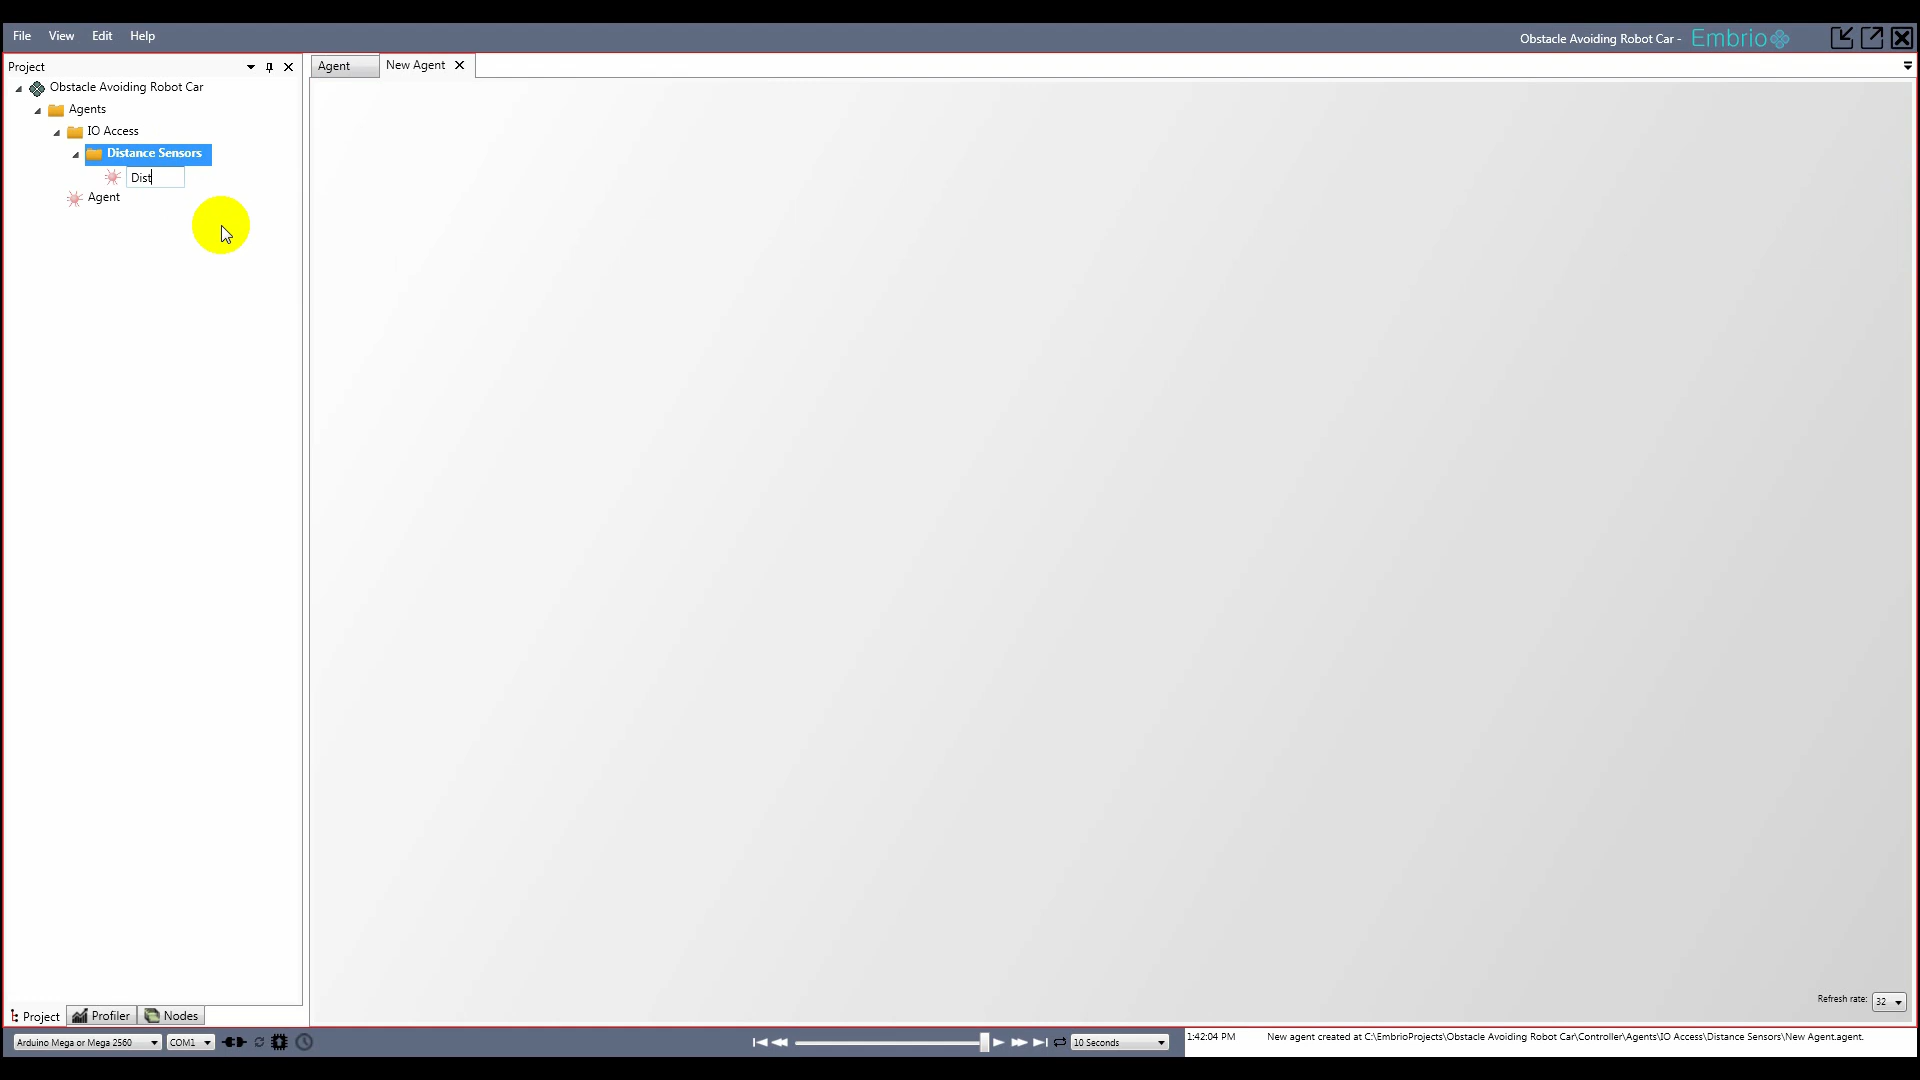 File View Edit Help
Obstacle Avoiding Robot Car - Embrio
Project
Agent
New Agent
Obstacle Avoiding Robot Car
Agents
IO Access
Distance Sensors
Dist
Agent
Refresh rate: 32
Project Profiler Nodes
Arduino Mega or Mega 2560 COM1 10 Seconds 1:42:04 PM New agent created at C:\EmbrioProjects\Obstacle Avoiding Robot Car\Controller\Agents\IO Access\Distance Sensors\New Agent.agent.